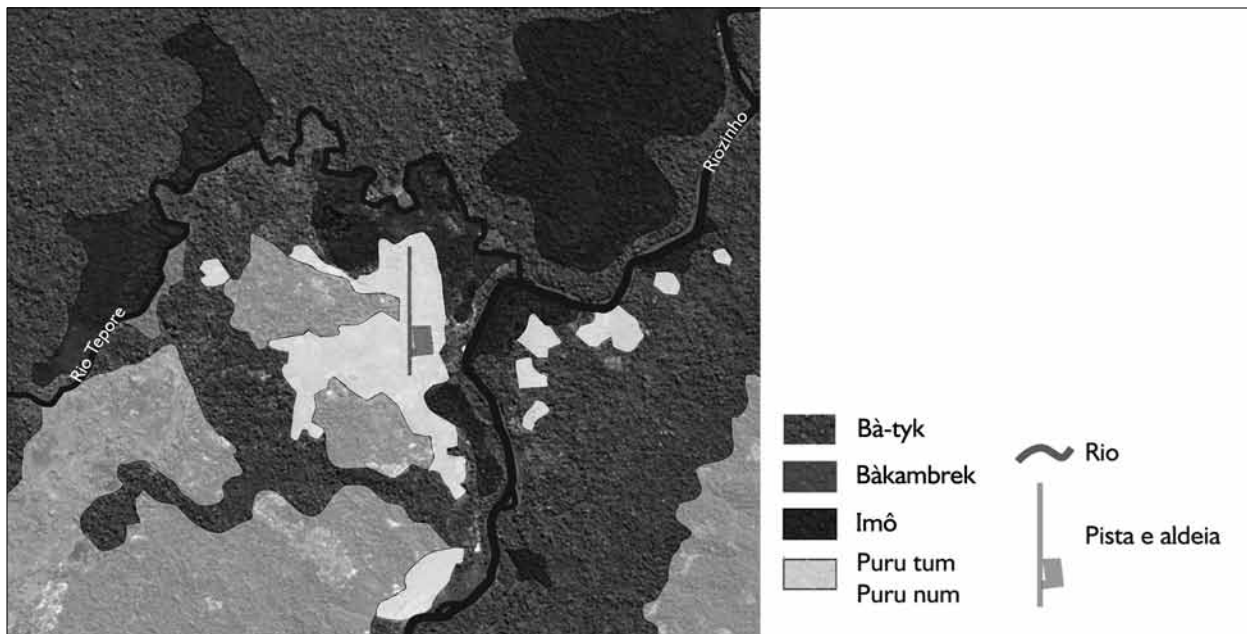 Riozinho
Rio Tepore
Bà-tyk
Bàkambrek
Imô
Puru tum
Puru num
Rio
Pista e aldeia